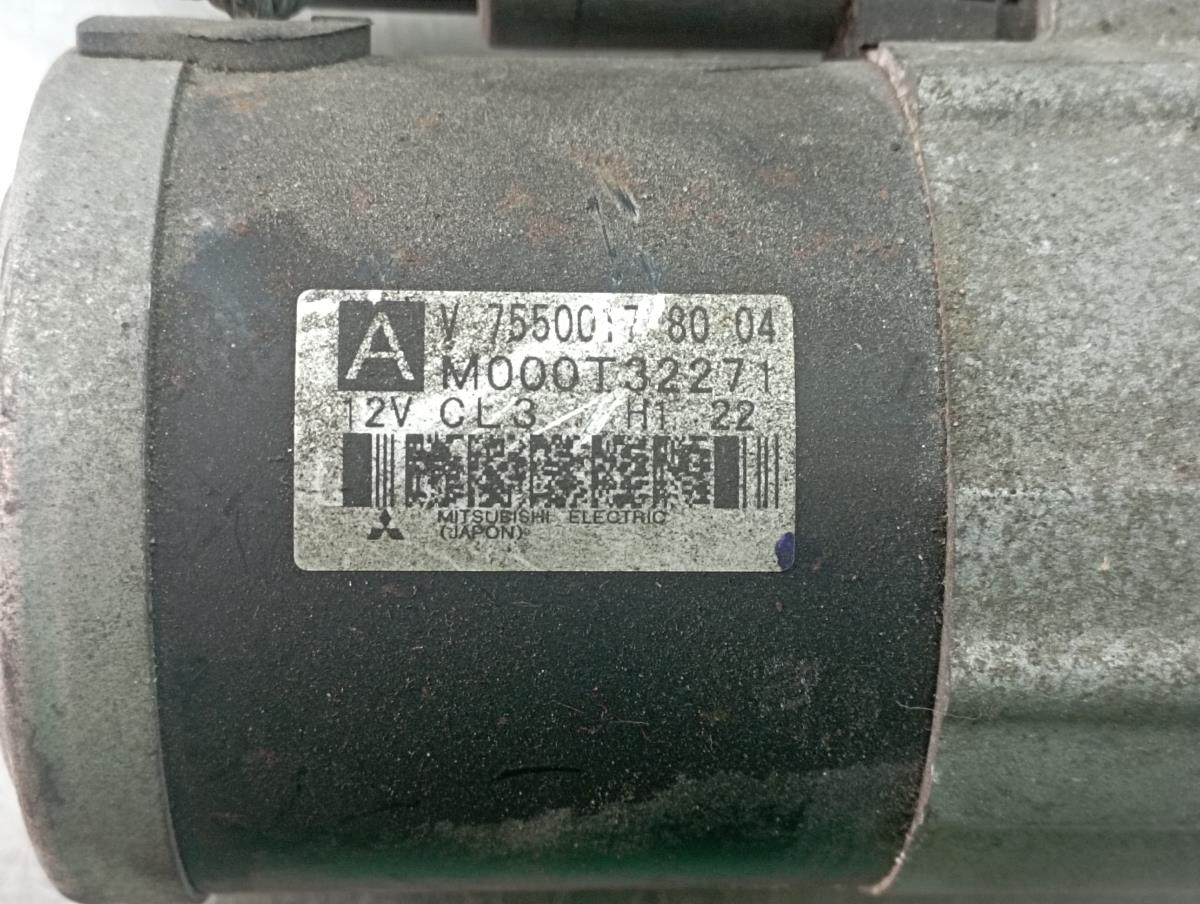 A V 7550017 80 04
M000T32271
12V CL3 H1 22
MITSUBISHI ELECTRIC
(JAPON)